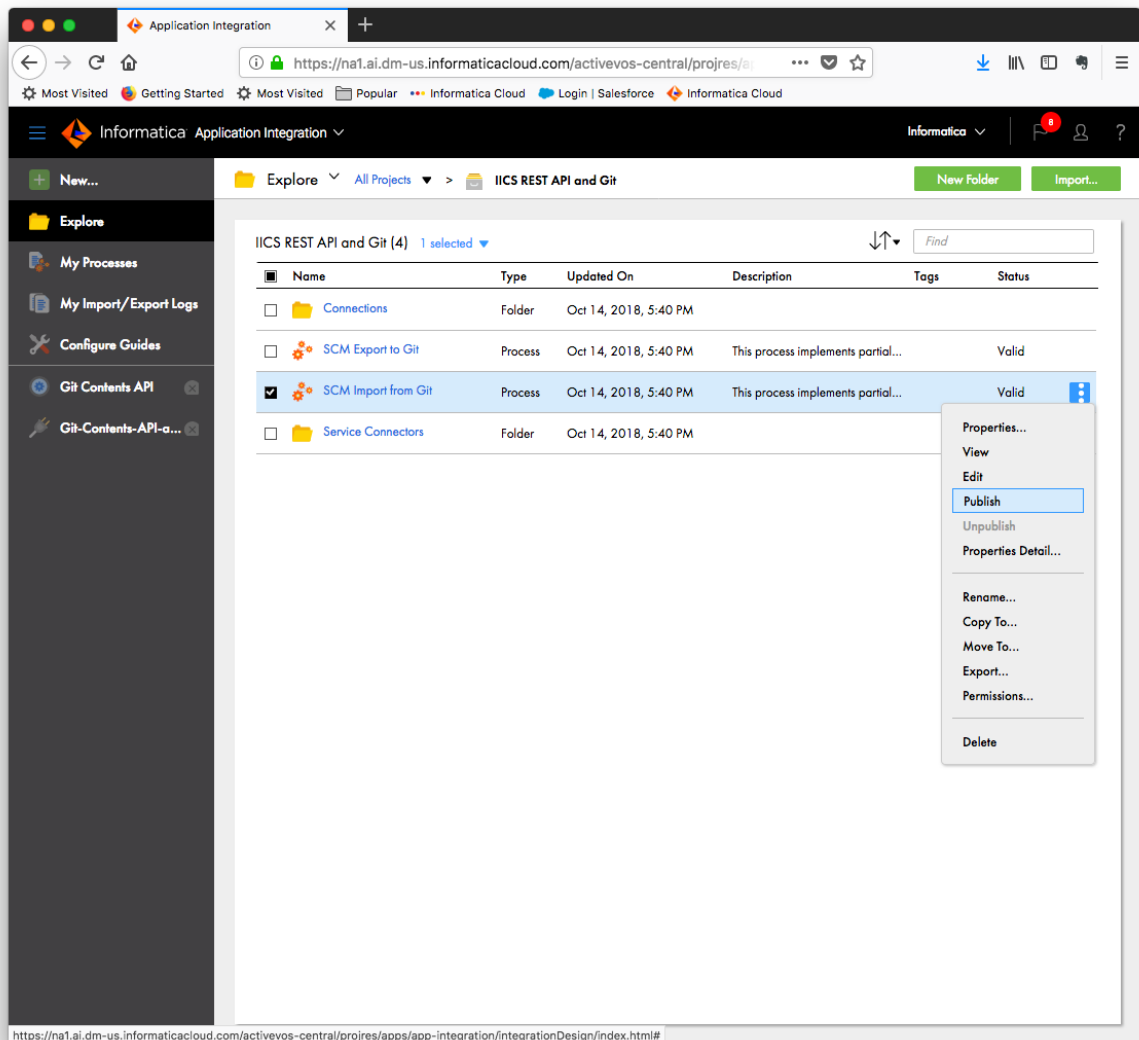 Application Integration
https://na1.ai.dm-us.informaticacloud.com/activevos-central/projres/a
Most Visited Getting Started Most Visited Popular Informatica Cloud Login | Salesforce Informatica Cloud
Informatica Application Integration Informatica 8 ?
New...
Explore
My Processes
My Import/Export Logs
Configure Guides
Git Contents API
Git-Contents-API-a...
Explore All Projects > IICS REST API and Git New Folder Import...
IICS REST API and Git (4) 1 selected Find
Name Type Updated On Description Tags Status
Connections Folder Oct 14, 2018, 5:40 PM
SCM Export to Git Process Oct 14, 2018, 5:40 PM This process implements partial... Valid
SCM Import from Git Process Oct 14, 2018, 5:40 PM This process implements partial... Valid
Service Connectors Folder Oct 14, 2018, 5:40 PM
Properties...
View
Edit
Publish
Unpublish
Properties Detail...
Rename...
Copy To...
Move To...
Export...
Permissions...
Delete
https://na1.ai.dm-us.informaticacloud.com/activevos-central/projres/apps/app-integration/integrationDesign/index.html#